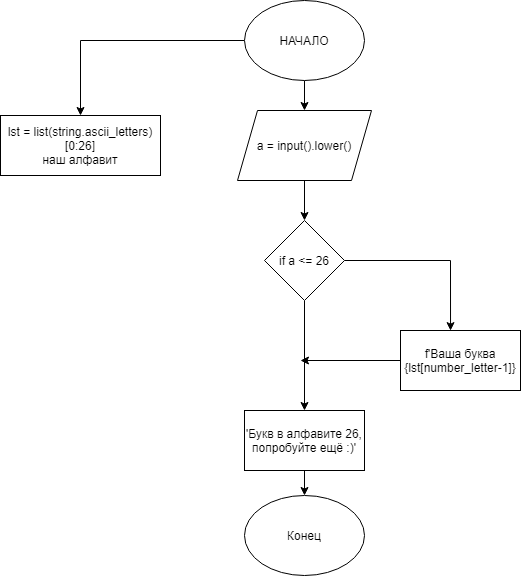 НАЧАЛО
lst = list(string.ascii_letters)
[0:26]
наш алфавит
a = input().lower()
if a <= 26
f'Ваша буква
{lst[number_letter-1]}
'Букв в алфавите 26,
попробуйте ещё :)'
Конец